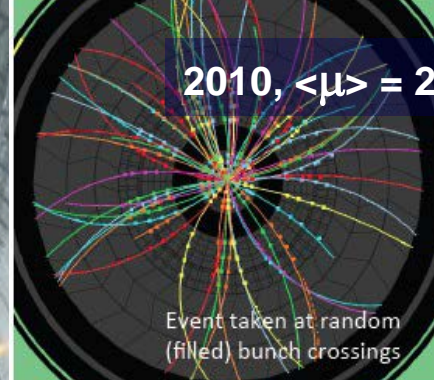 2010, <μ> = 2
Event taken at random
(filled) bunch crossings